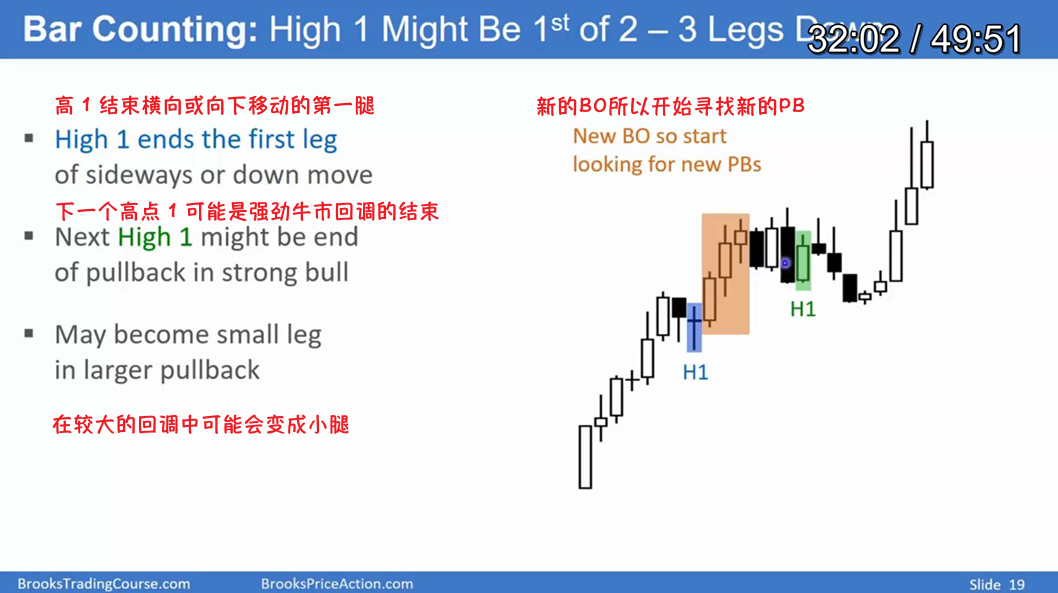 Bar Counting: High 1 Might Be 1st of 2 – 3 Legs Down
32:02 / 49:51
高1结束横向或向下移动的第一腿
▪ High 1 ends the first leg
of sideways or down move
下一个高点1可能是强劲牛市回调的结束
▪ Next High 1 might be end
of pullback in strong bull
▪ May become small leg
in larger pullback
在较大的回调中可能会变成小腿
新的BO所以开始寻找新的PB
New BO so start
looking for new PBs
H1
H1
BrooksTradingCourse.com
BrooksPriceAction.com
Slide 19